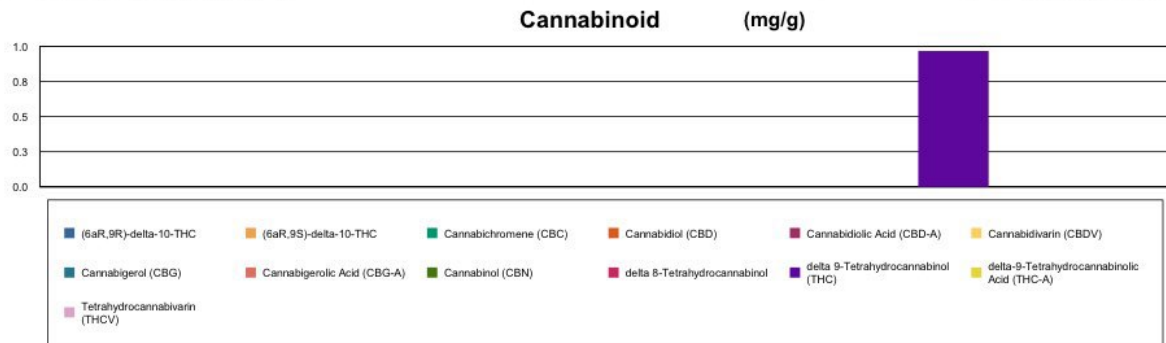 Cannabinoid (mg/g)
1.0
0.8
0.5
0.3
0.0
(6aR,9R)-delta-10-THC (6aR,9S)-delta-10-THC Cannabichromene (CBC) Cannabidiol (CBD) Cannabidiolic Acid (CBD-A) Cannabidivarin (CBDV)
Cannabigerol (CBG) Cannabigerolic Acid (CBG-A) Cannabinol (CBN) delta 8-Tetrahydrocannabinol delta 9-Tetrahydrocannabinol
(THC) delta-9-Tetrahydrocannabinolic
Acid (THC-A)
Tetrahydrocannabivarin
(THCV)